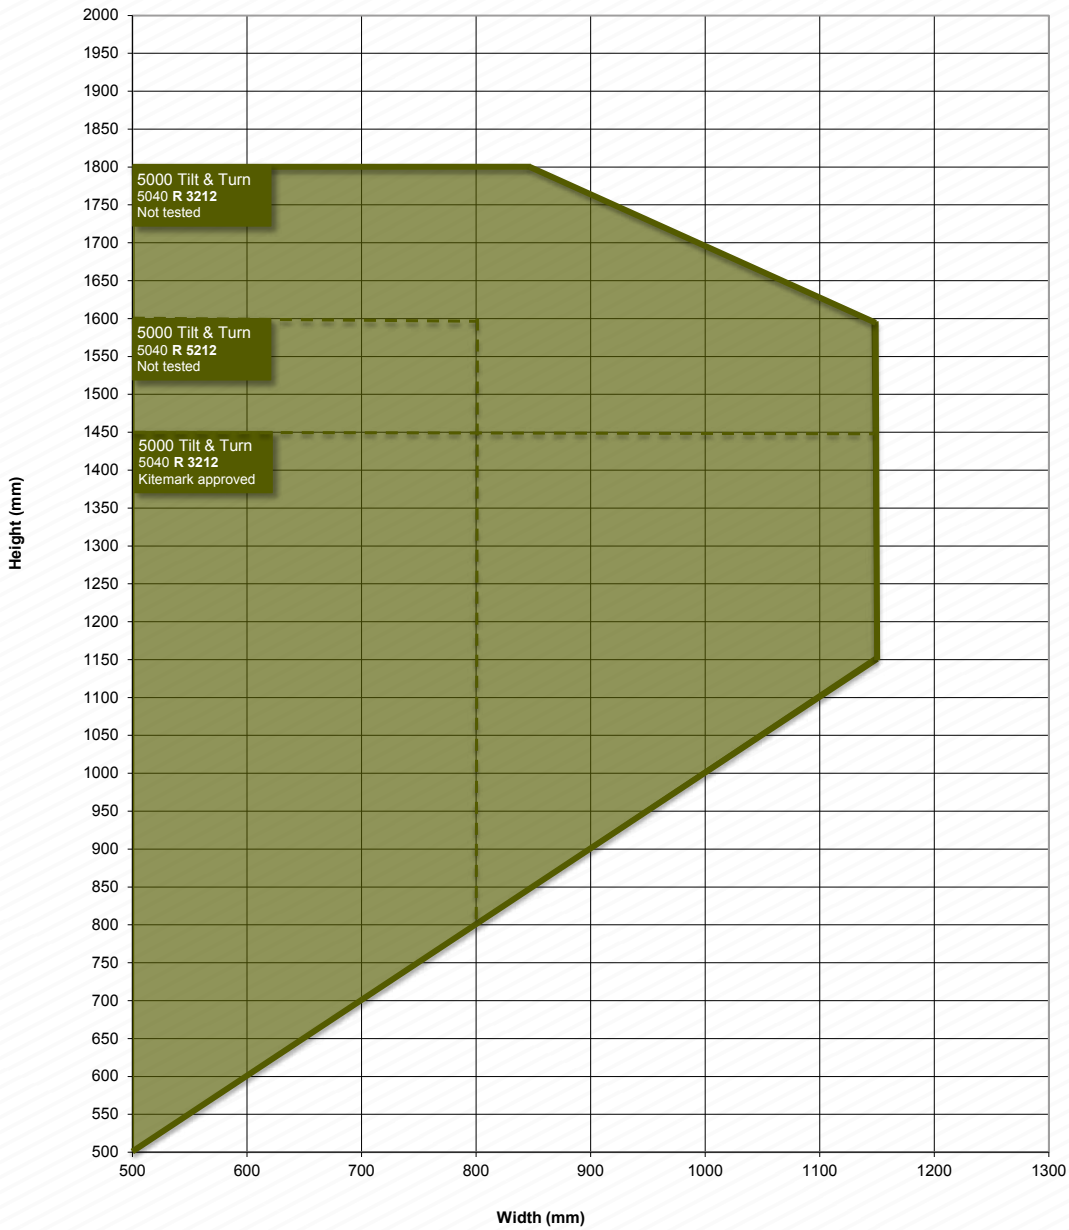 2000
1950
1900
1850
1800
5000 Tilt & Turn
5040 R 3212
Not tested
1750
1700
1650
1600
5000 Tilt & Turn
5040 R 5212
Not tested
1550
1500
1450
5000 Tilt & Turn
5040 R 3212
Kitemark approved
1400
1350
1300
1250
1200
1150
1100
1050
1000
950
900
850
800
750
700
650
600
550
500
Height (mm)
500 600 700 800 900 1000 1100 1200 1300
Width (mm)